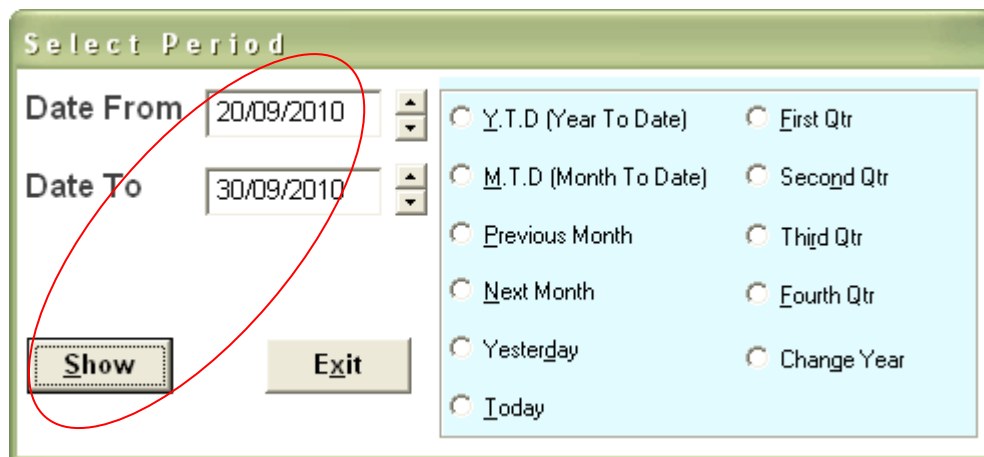 Select Period
Date From 20/09/2010
Date To 30/09/2010
Show Exit
Y.T.D (Year To Date) First Qtr
M.T.D (Month To Date) Second Qtr
Previous Month Third Qtr
Next Month Fourth Qtr
Yesterday Change Year
Today